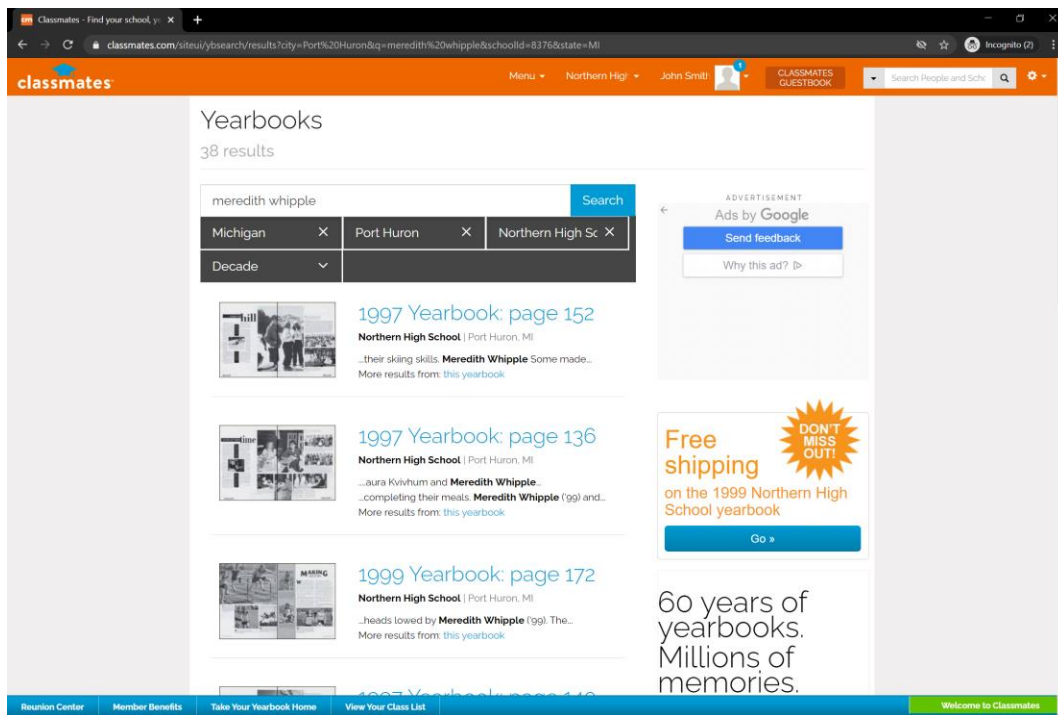 Classmates - Find your school, ye
classmates.com/siteui/ybsearch/results?city=Port%20Huron&q=meredith%20whipple&schoolId=8376&state=MI
Incognito (2)
classmates
Menu
Northern High
John Smith
1
CLASSMATES
GUESTBOOK
Search People and Scho
Yearbooks
38 results
meredith whipple
Search
Michigan
Port Huron
Northern High Sc
Decade
1997 Yearbook: page 152
Northern High School | Port Huron, MI
...their skiing skills. Meredith Whipple Some made...
More results from: this yearbook
1997 Yearbook: page 136
Northern High School | Port Huron, MI
...aura Kvivhum and Meredith Whipple...
...completing their meals. Meredith Whipple ('99) and...
More results from: this yearbook
1999 Yearbook: page 172
Northern High School | Port Huron, MI
...heads lowed by Meredith Whipple ('99). The...
More results from: this yearbook
hill
time
MAKING
ADVERTISEMENT
Ads by Google
Send feedback
Why this ad?
Free
shipping
DON'T
MISS
OUT!
on the 1999 Northern High
School yearbook
Go »
60 years of
yearbooks.
Millions of
memories.
Reunion Center
Member Benefits
Take Your Yearbook Home
View Your Class List
Welcome to Classmates